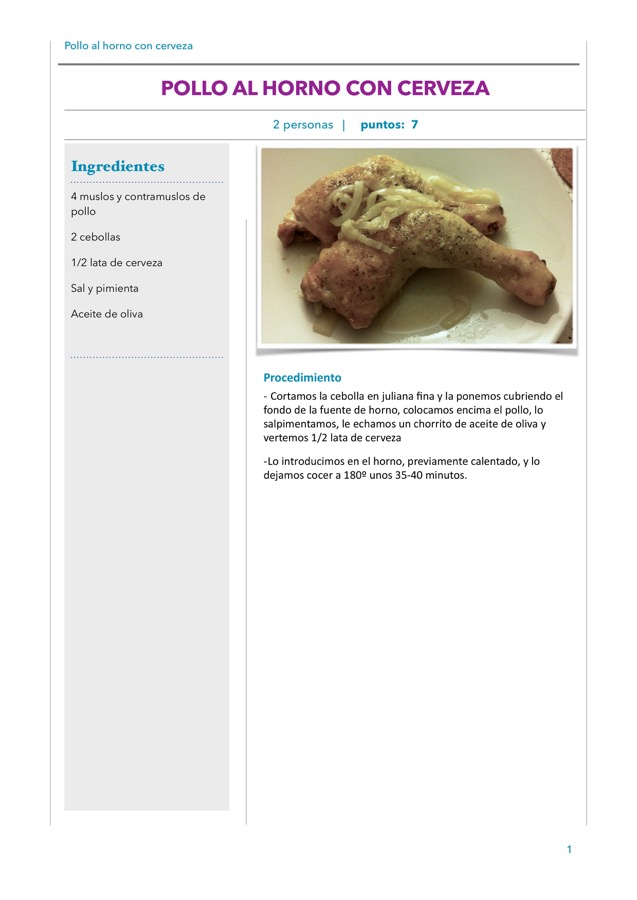 Pollo al horno con cerveza
POLLO AL HORNO CON CERVEZA
2 personas | puntos: 7
Ingredientes
4 muslos y contramuslos de
pollo
2 cebollas
1/2 lata de cerveza
Sal y pimienta
Aceite de oliva
Procedimiento
- Cortamos la cebolla en juliana fina y la ponemos cubriendo el
fondo de la fuente de horno, colocamos encima el pollo, lo
salpimentamos, le echamos un chorrito de aceite de oliva y
vertemos 1/2 lata de cerveza
-Lo introducimos en el horno, previamente calentado, y lo
dejamos cocer a 180º unos 35-40 minutos.
1